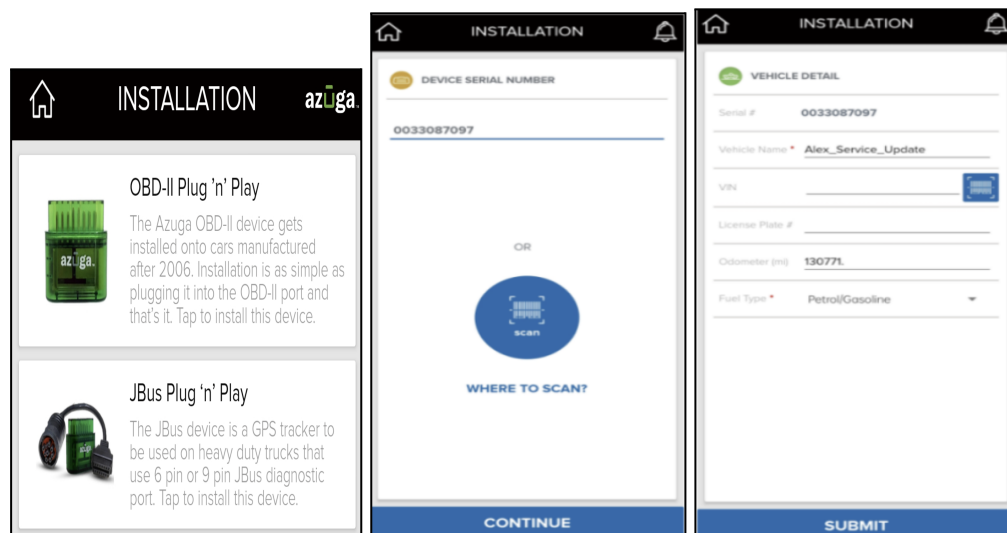 INSTALLATION
azūga.
OBD-II Plug 'n' Play
The Azuga OBD-II device gets
installed onto cars manufactured
after 2006. Installation is as simple as
plugging it into the OBD-II port and
that's it. Tap to install this device.
azūga.
JBus Plug 'n' Play
The JBus device is a GPS tracker to
be used on heavy duty trucks that
use 6 pin or 9 pin JBus diagnostic
port. Tap to install this device.
INSTALLATION
DEVICE SERIAL NUMBER
0033087097
OR
scan
WHERE TO SCAN?
CONTINUE
INSTALLATION
VEHICLE DETAIL
Serial # 0033087097
Vehicle Name * Alex_Service_Update
VIN
License Plate #
Odometer (mi) 130771.
Fuel Type * Petrol/Gasoline
SUBMIT